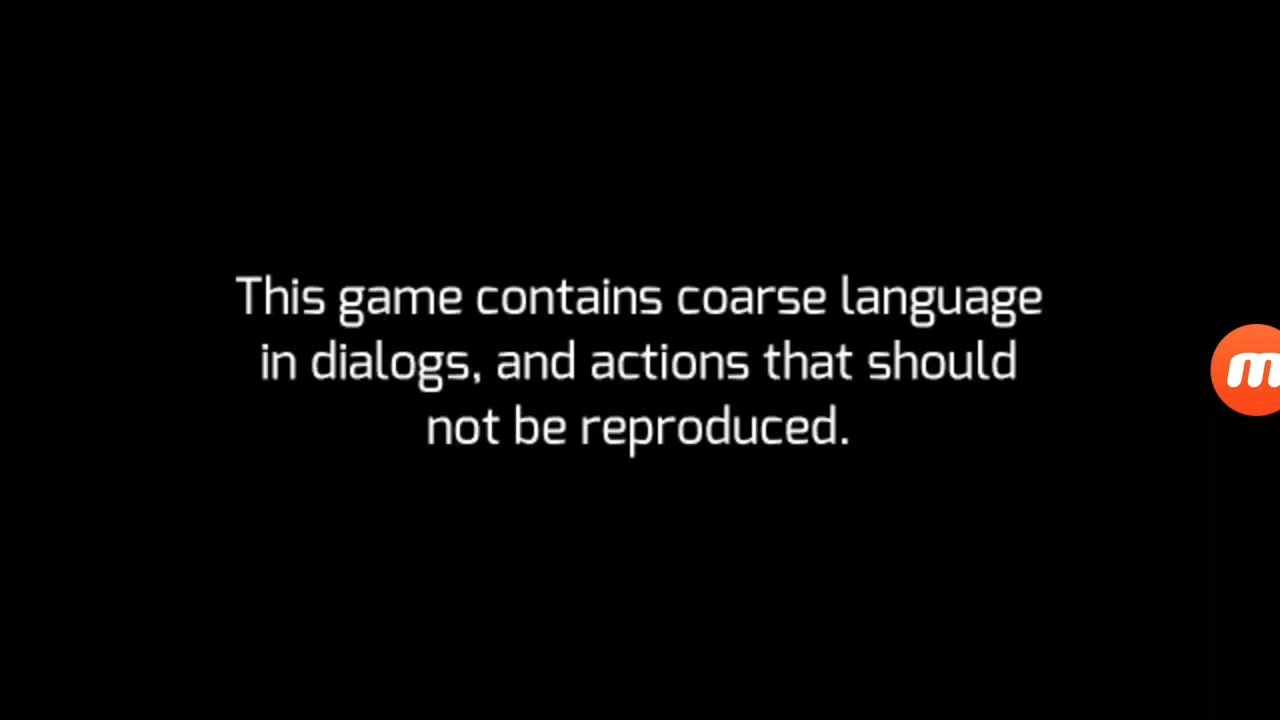 This game contains coarse language
in dialogs, and actions that should
not be reproduced.
m